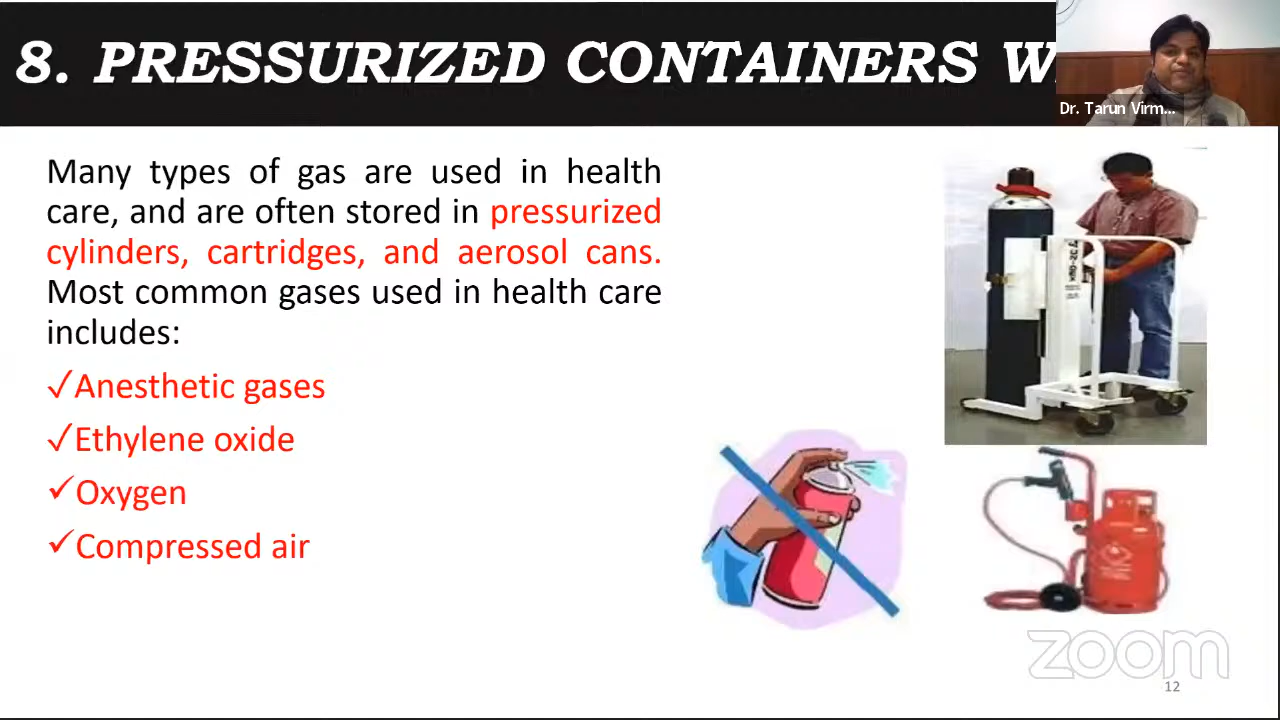 8. PRESSURIZED CONTAINERS W
Dr. Tarun Virm...
Many types of gas are used in health
care, and are often stored in pressurized
cylinders, cartridges, and aerosol cans.
Most common gases used in health care
includes:
✓Anesthetic gases
✓Ethylene oxide
✓Oxygen
✓Compressed air
zoom
12